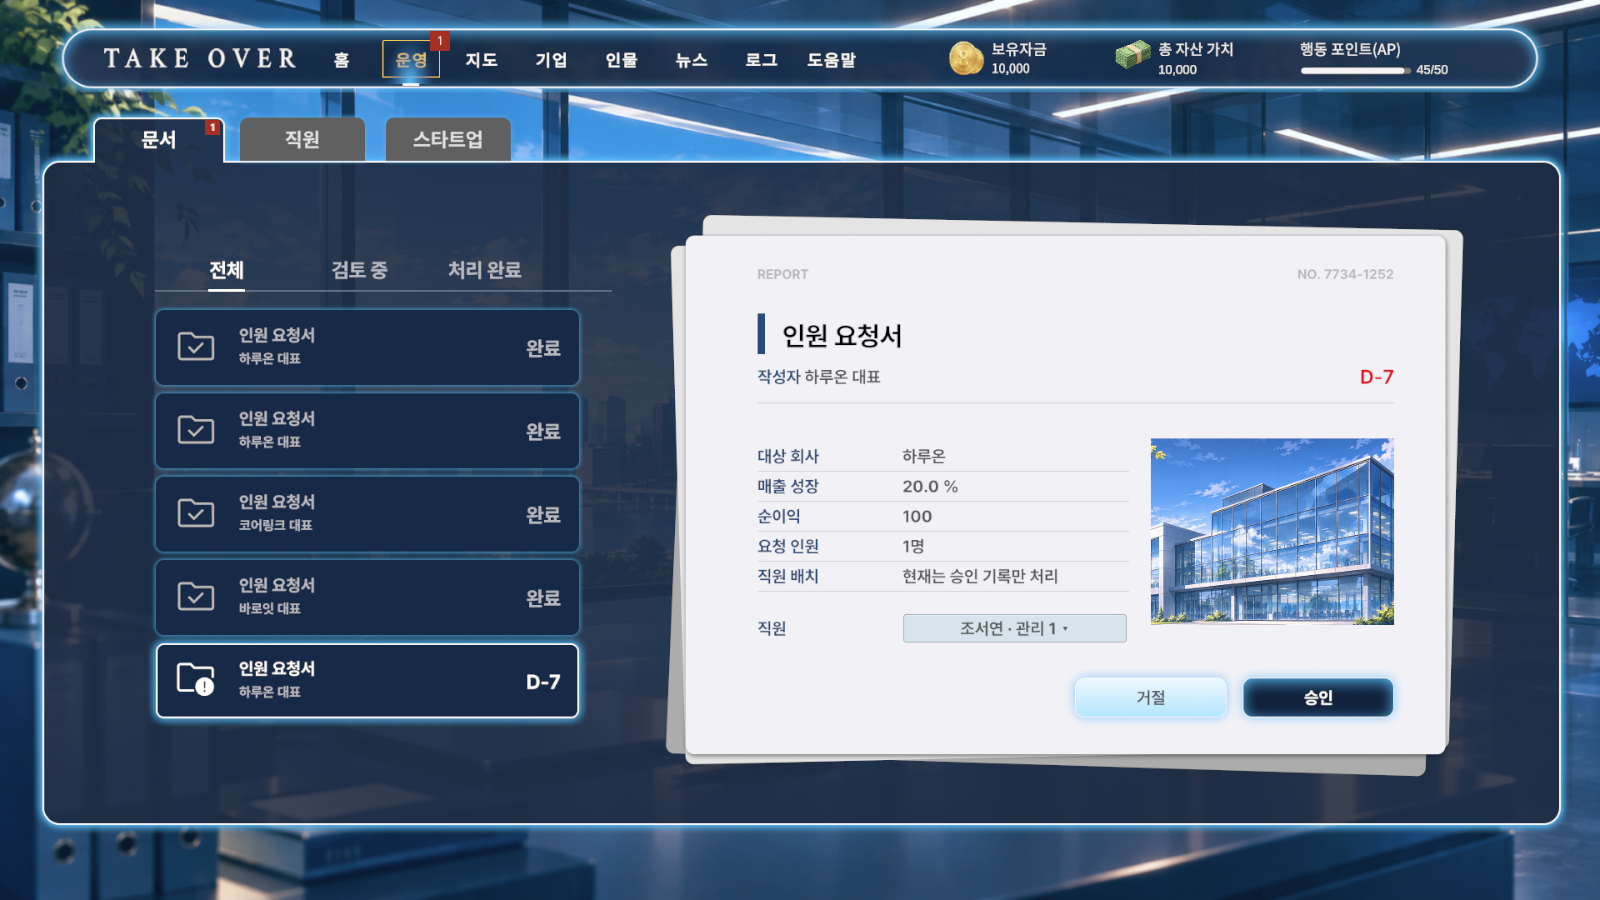 TAKE OVER
홈
운영
1
지도
기업
인물
뉴스
로그
도움말
보유자금
10,000
총 자산 가치
10,000
행동 포인트(AP)
45/50
문서
1
직원
스타트업
전체
검토 중
처리 완료
인원 요청서
하루온 대표
완료
인원 요청서
하루온 대표
완료
인원 요청서
코어링크 대표
완료
인원 요청서
바로잇 대표
완료
인원 요청서
하루온 대표
D-7
REPORT
NO. 7734-1252
인원 요청서
작성자 하루온 대표
D-7
대상 회사 하루온
매출 성장 20.0 %
순이익 100
요청 인원 1명
직원 배치 현재는 승인 기록만 처리
직원 조서연 · 관리 1
거절
승인